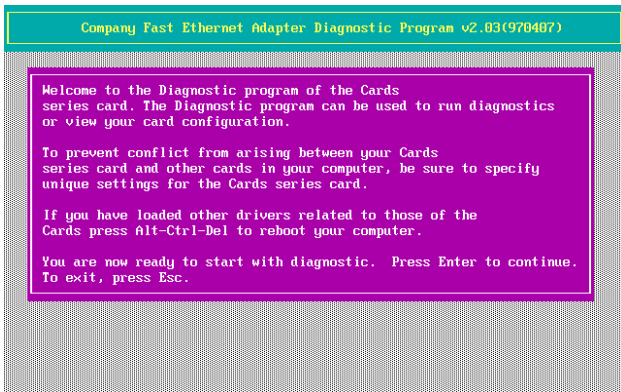 Company Fast Ethernet Adapter Diagnostic Program v2.03(970407)
Welcome to the Diagnostic program of the Cards
series card. The Diagnostic program can be used to run diagnostics
or view your card configuration.
To prevent conflict from arising between your Cards
series card and other cards in your computer, be sure to specify
unique settings for the Cards series card.
If you have loaded other drivers related to those of the
Cards press Alt-Ctrl-Del to reboot your computer.
You are now ready to start with diagnostic.  Press Enter to continue.
To exit, press Esc.